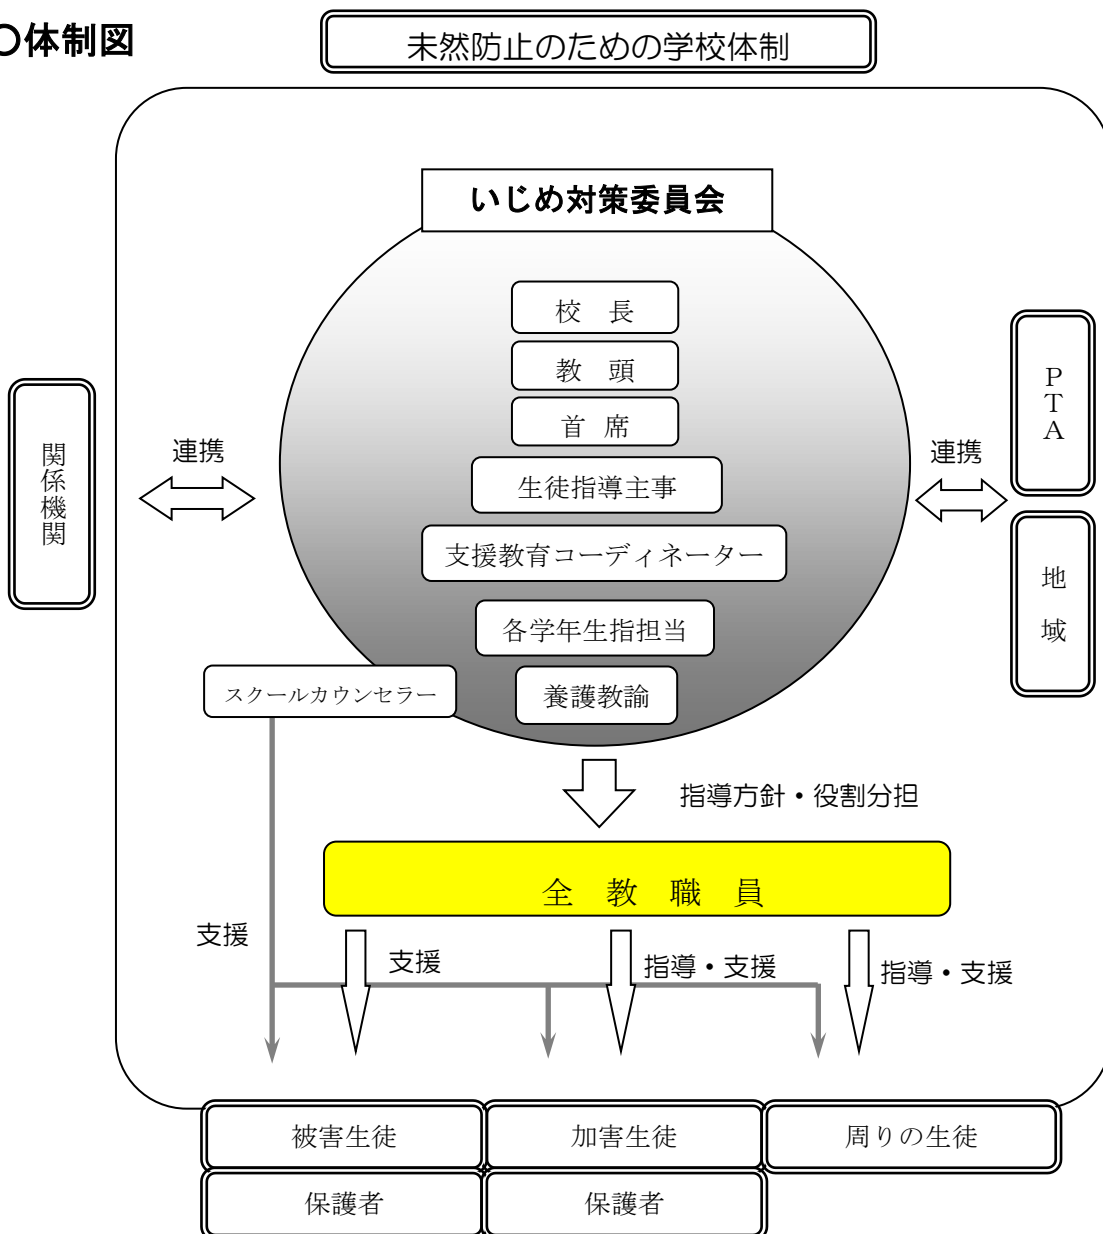 〇体制図
未然防止のための学校体制
いじめ対策委員会
校　長
教　頭
首　席
生徒指導主事
支援教育コーディネーター
各学年生指担当
養護教諭
スクールカウンセラー
関係機関
連携
連携
ＰＴＡ
地　域
指導方針・役割分担
全　教　職　員
支援
支援
指導・支援
指導・支援
被害生徒
加害生徒
周りの生徒
保護者
保護者